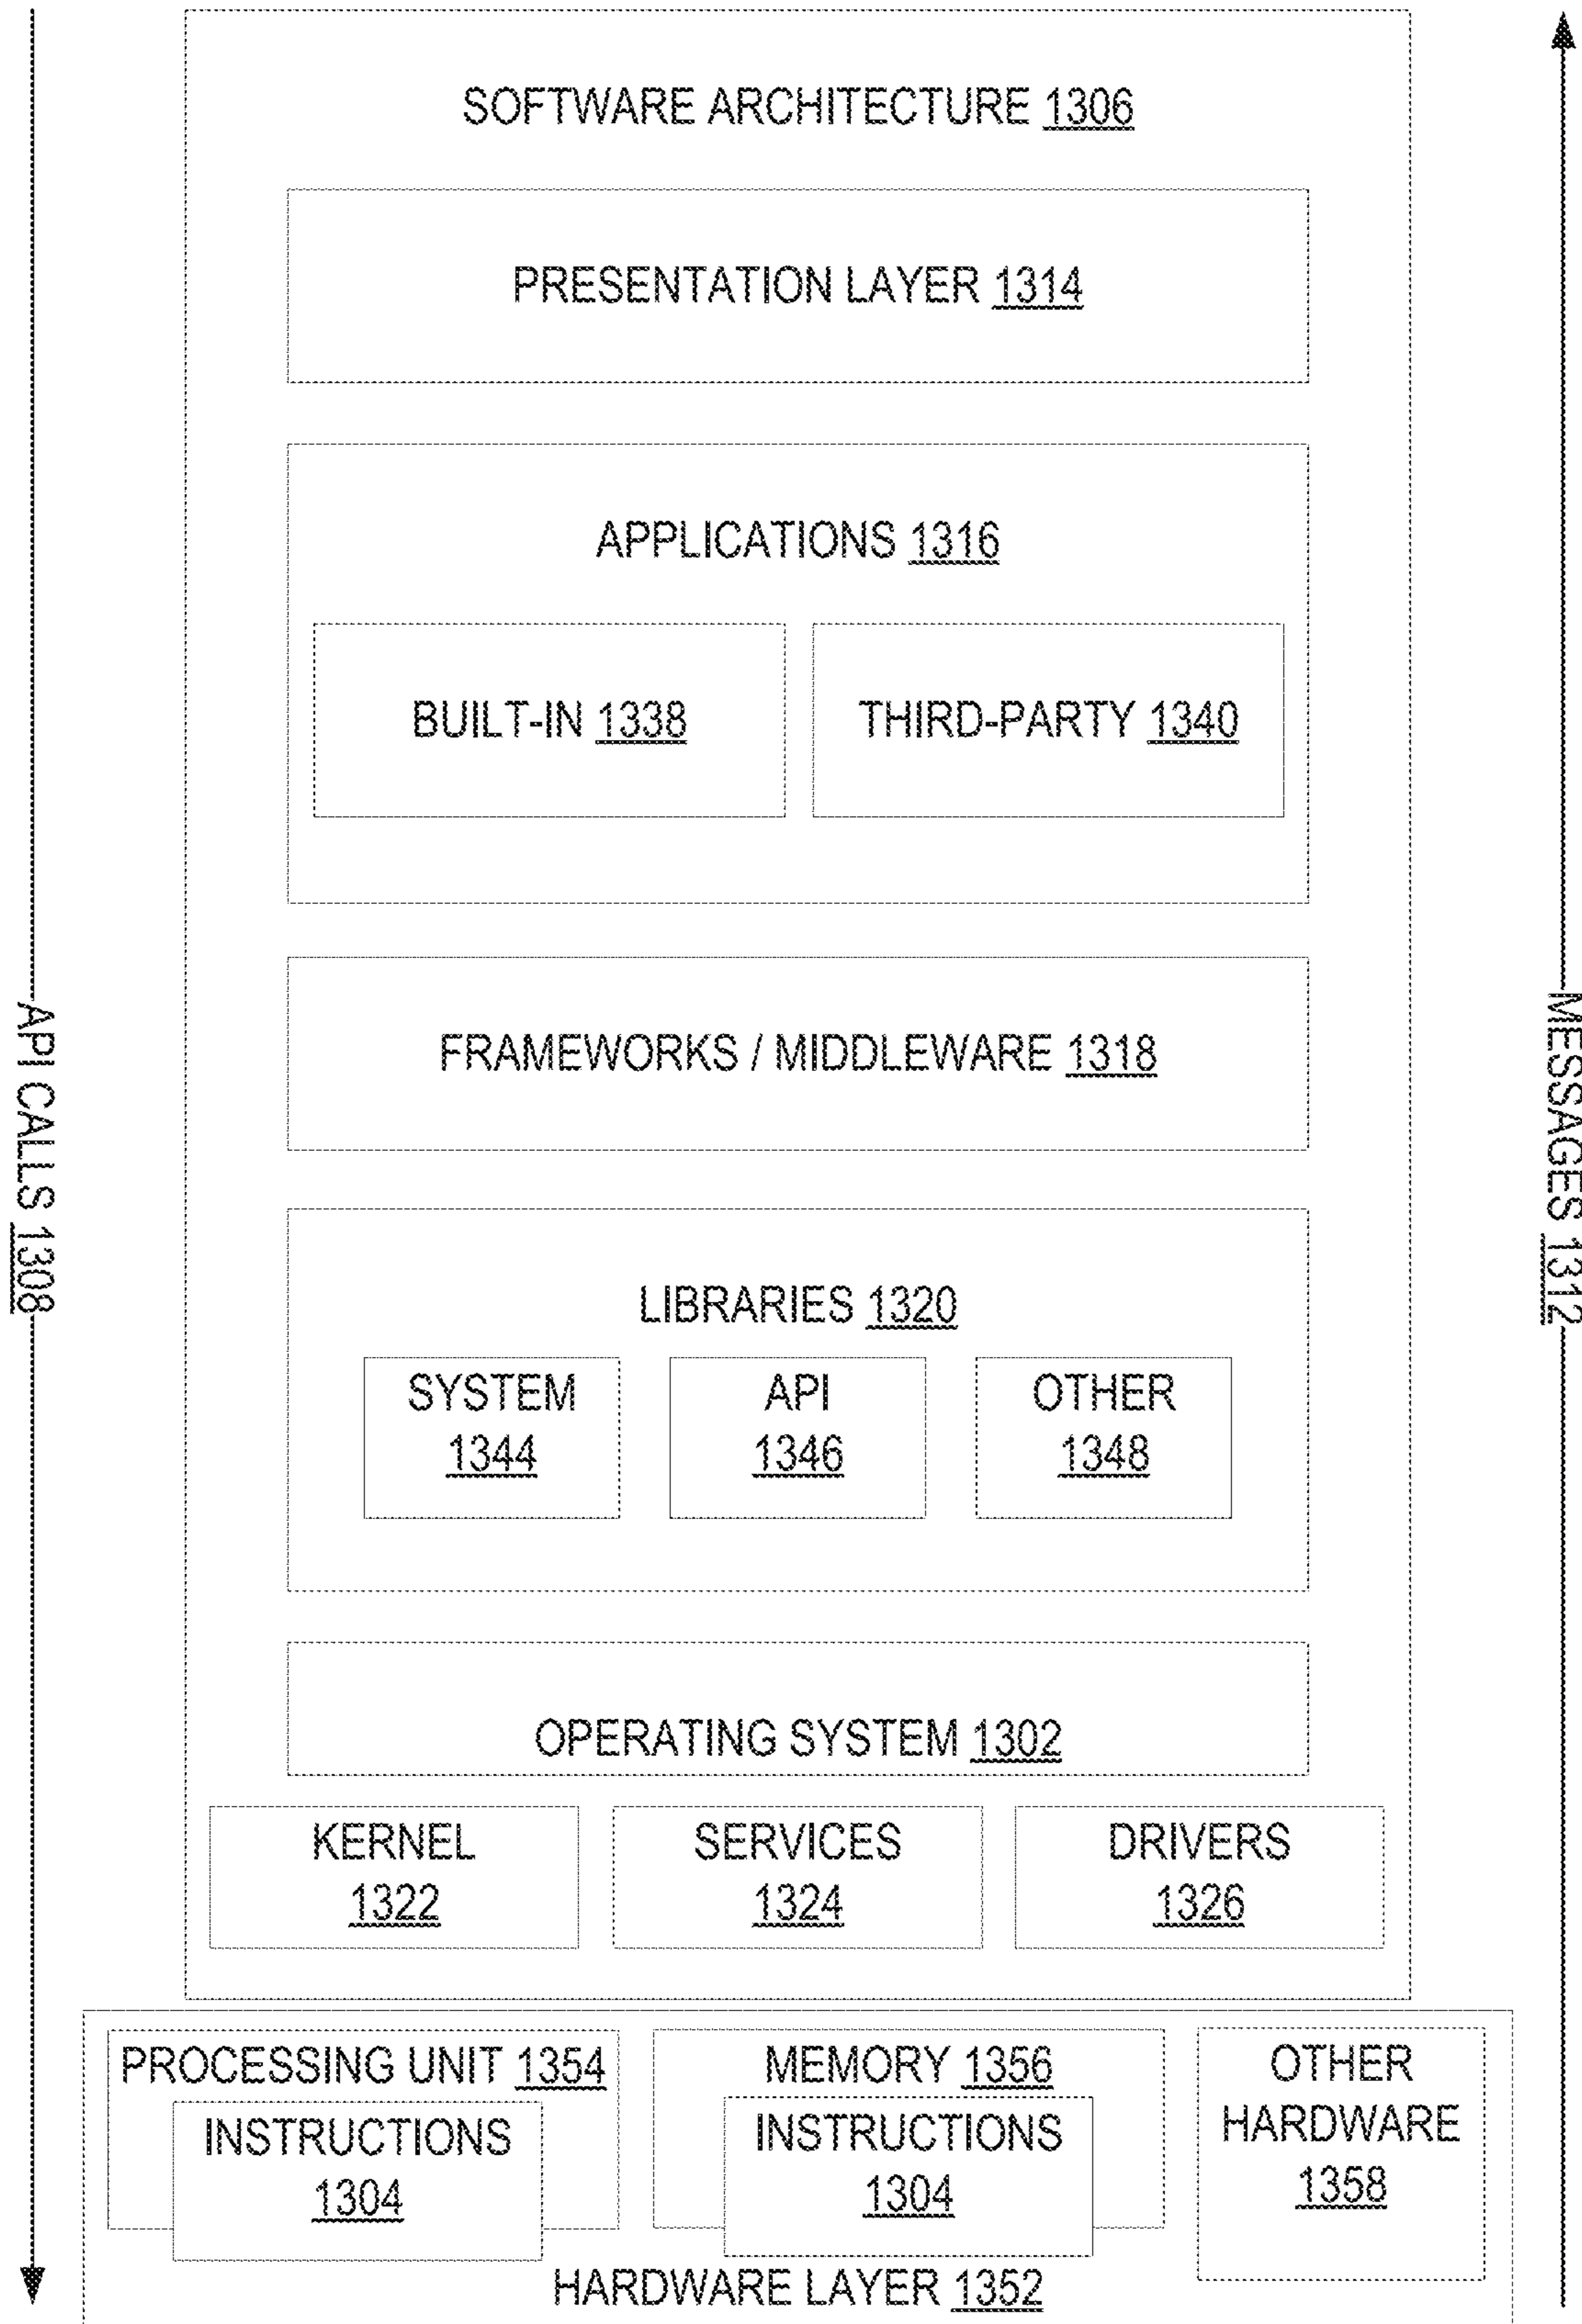 SOFTWARE ARCHITECTURE 1306
PRESENTATION LAYER 1314
APPLICATIONS 1316
BUILT-IN 1338
THIRD-PARTY 1340
FRAMEWORKS / MIDDLEWARE 1318
API CALLS 1308
MESSAGES 1312
LIBRARIES 1320
SYSTEM
1344
API
1346
OTHER
1348
OPERATING SYSTEM 1302
KERNEL
1322
SERVICES
1324
DRIVERS
1326
PROCESSING UNIT 1354
INSTRUCTIONS
1304
MEMORY 1356
INSTRUCTIONS
1304
OTHER
HARDWARE
1358
HARDWARE LAYER 1352